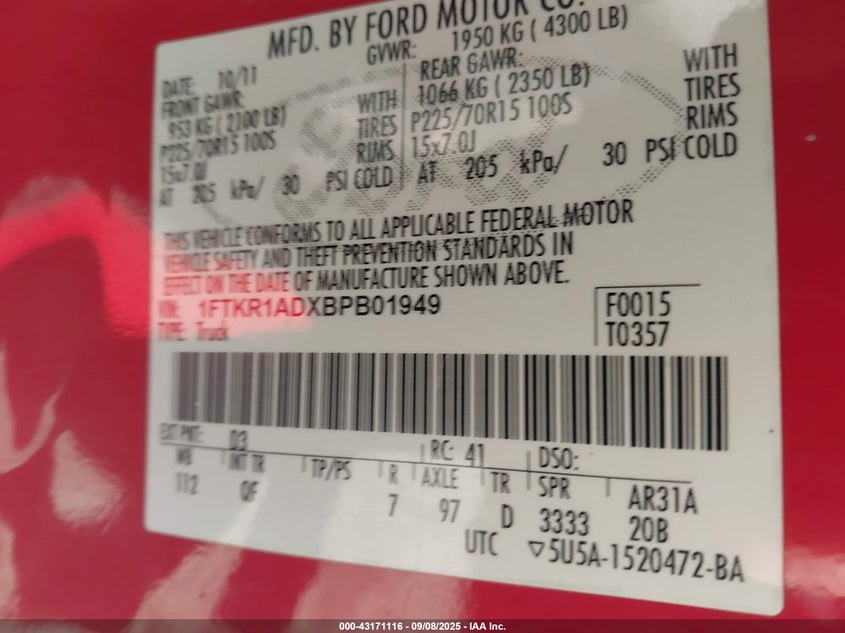 MFD. BY FORD MOTOR CO.
DATE: 10/11 GVWR: 1950 KG ( 4300 LB)
FRONT GAWR: REAR GAWR:
953 KG ( 2100 LB) WITH 1066 KG ( 2350 LB) WITH
P225/70R15 100S TIRES P225/70R15 100S TIRES
15x7.0J RIMS 15x7.0J RIMS
AT 205 kPa/ 30 PSI COLD AT 205 kPa/ 30 PSI COLD
THIS VEHICLE CONFORMS TO ALL APPLICABLE FEDERAL MOTOR
VEHICLE SAFETY AND THEFT PREVENTION STANDARDS IN
EFFECT ON THE DATE OF MANUFACTURE SHOWN ABOVE.
VIN: 1FTKR1ADXBPB01949 F0015
TYPE: Truck T0357
EXT PNT: D3 RC: 41 DSO:
WB INT TR TP/PS R AXLE TR SPR AR31A
112 QF 7 97 D 3333 20B
UTC ▽5U5A-1520472-BA
000-43171116 - 09/08/2025 - IAA Inc.